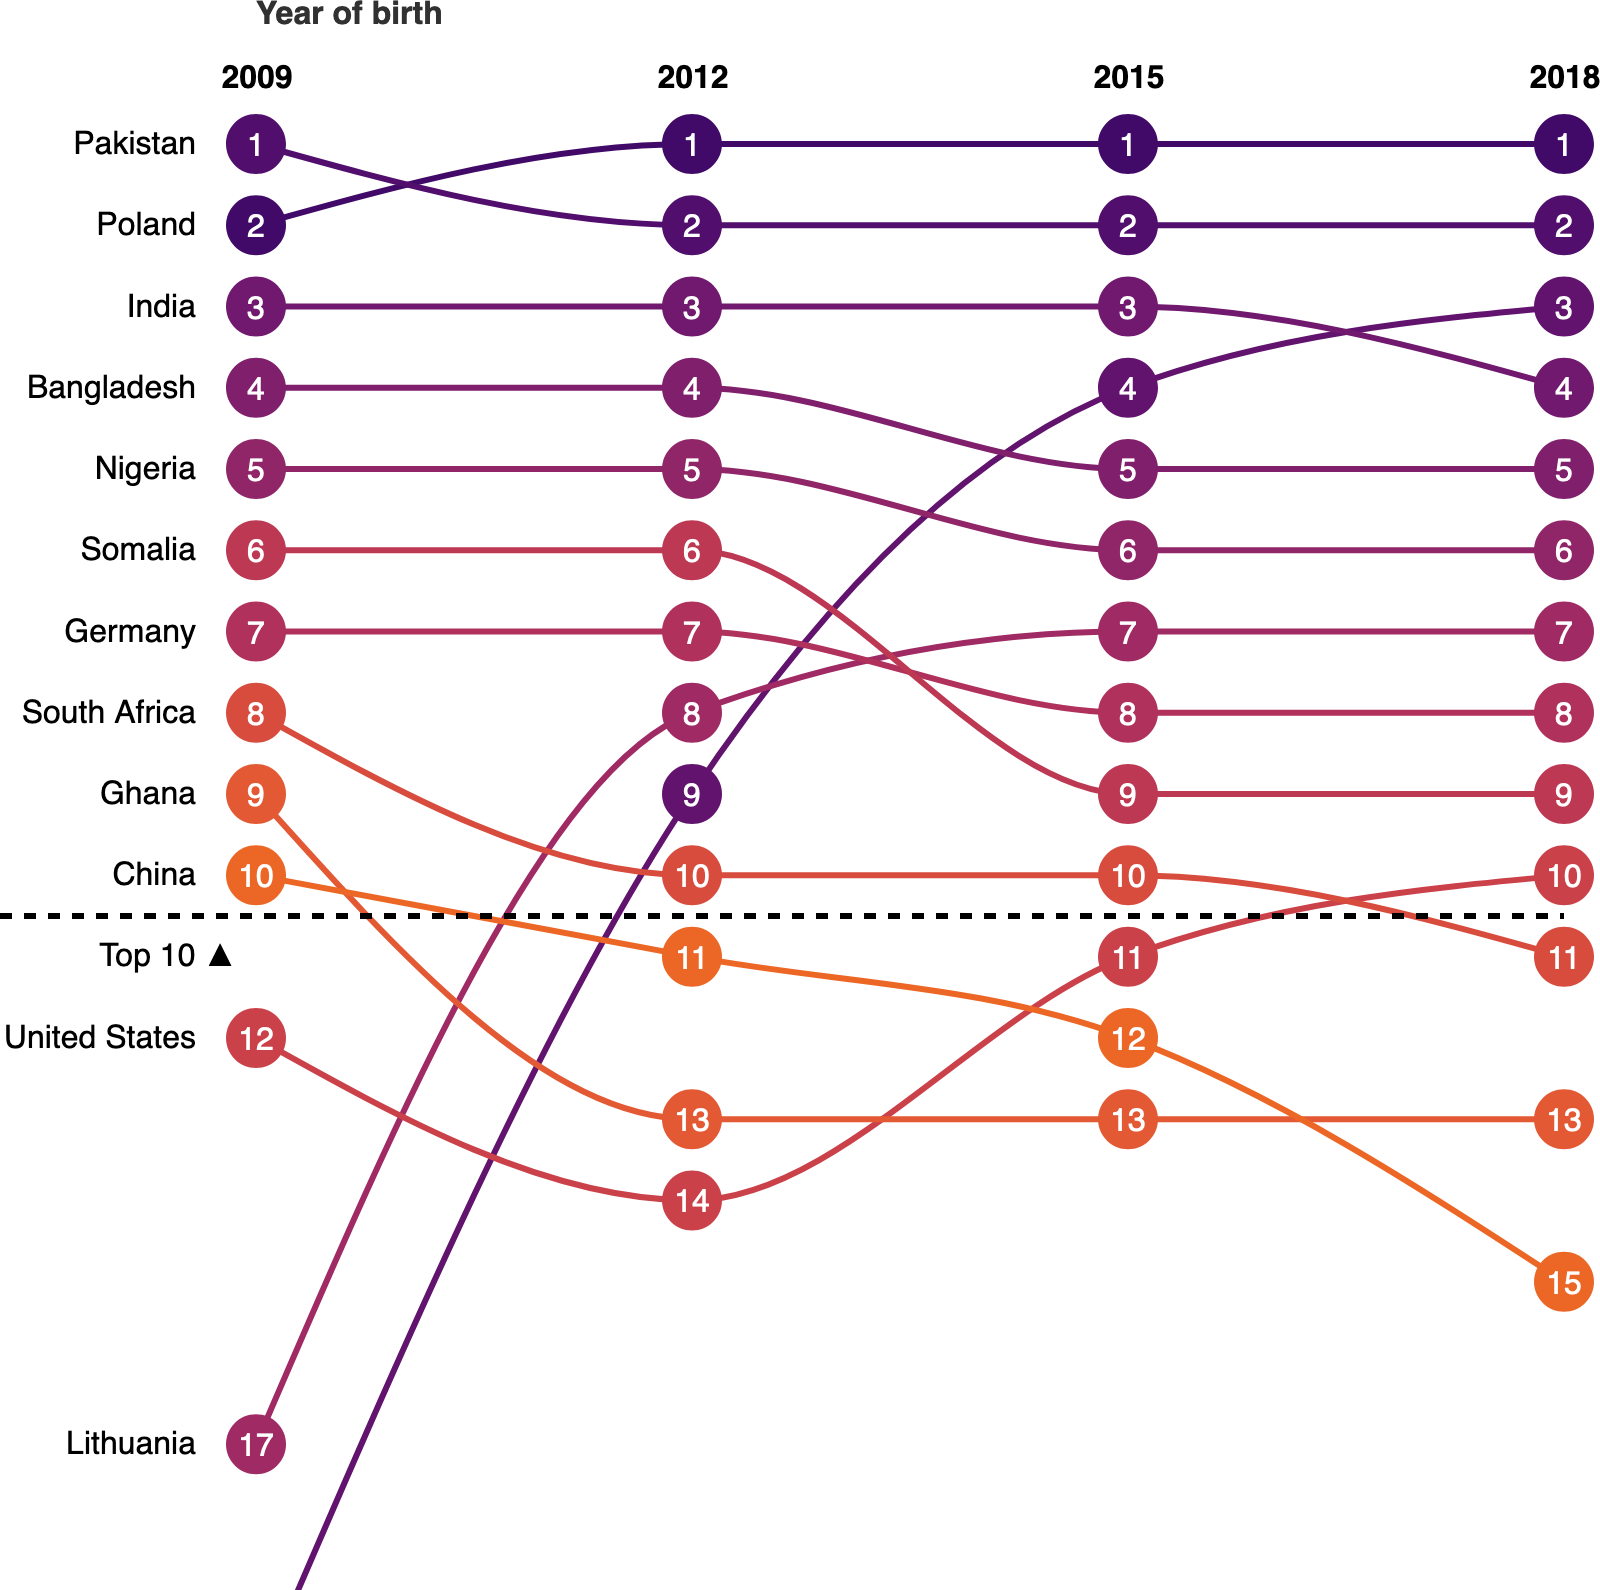 Year of birth
2009 2012 2015 2018
Pakistan 1 1 1 1
Poland 2 2 2 2
India 3 3 3 3
Bangladesh 4 4 4 4
Nigeria 5 5 5 5
Somalia 6 6 6 6
Germany 7 7 7 7
South Africa 8 8 8 8
Ghana 9 9 9 9
China 10 10 10 10
Top 10 ▲ 11 11 11
United States 12 12
13 13 13
14
15
Lithuania 17